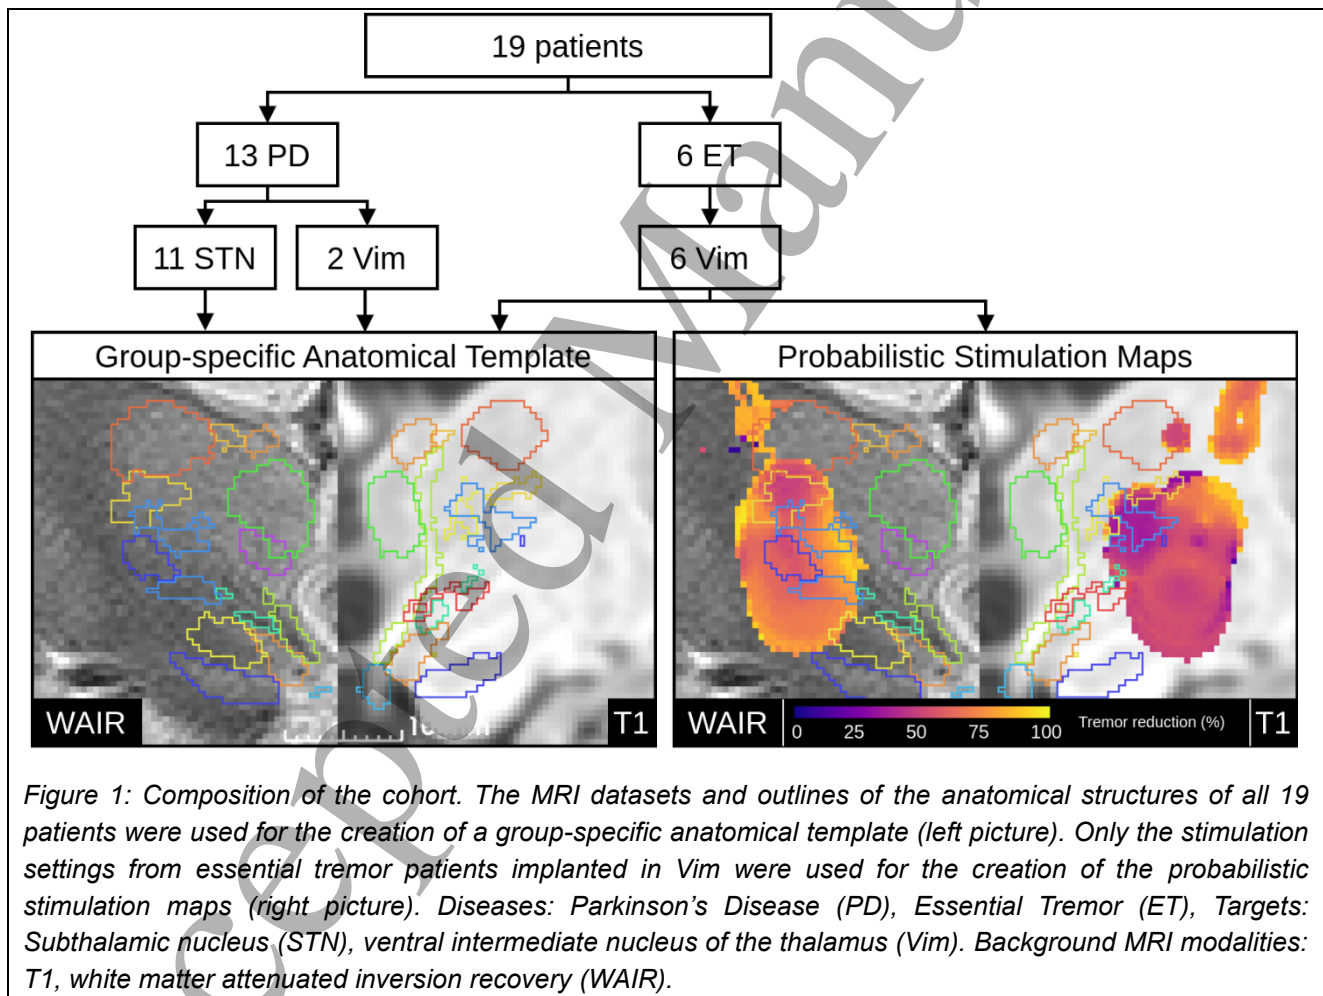 19 patients
13 PD
6 ET
11 STN
2 Vim
6 Vim
Group-specific Anatomical Template
Probabilistic Stimulation Maps
WAIR
T1
WAIR
0 25 50 75 100
Tremor reduction (%)
T1
Figure 1: Composition of the cohort. The MRI datasets and outlines of the anatomical structures of all 19
patients were used for the creation of a group-specific anatomical template (left picture). Only the stimulation
settings from essential tremor patients implanted in Vim were used for the creation of the probabilistic
stimulation maps (right picture). Diseases: Parkinson's Disease (PD), Essential Tremor (ET), Targets:
Subthalamic nucleus (STN), ventral intermediate nucleus of the thalamus (Vim). Background MRI modalities:
T1, white matter attenuated inversion recovery (WAIR).